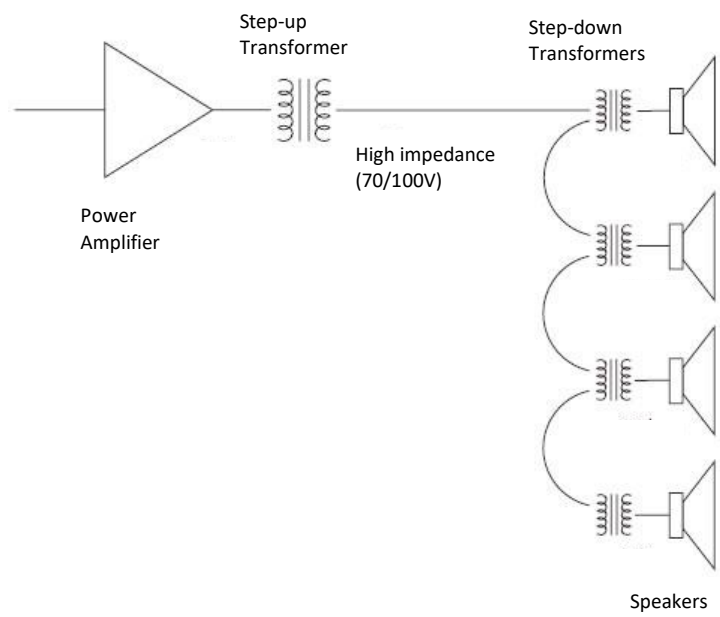 Step-up
Transformer
Step-down
Transformers
High impedance
(70/100V)
Power
Amplifier
Speakers